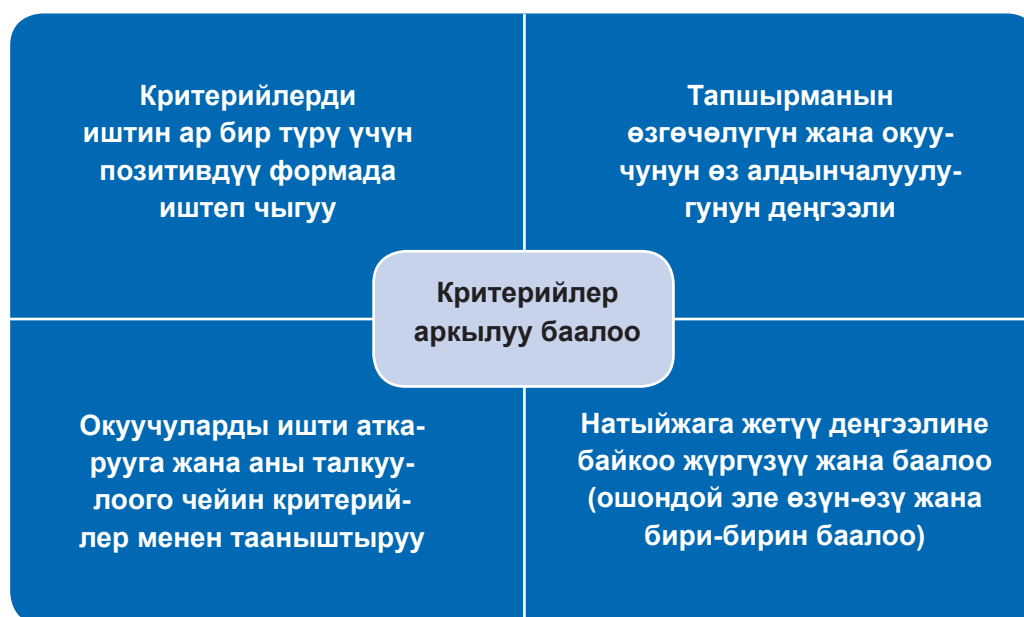 Критерийлерди
иштин ар бир түрү үчүн
позитивдүү формада
иштеп чыгуу
Тапшырманын
өзгөчөлүгүн жана окуу-
чунун өз алдынчалуулу-
гунун деңгээли
Критерийлер
аркылуу баалоо
Окуучуларды ишти атка-
рууга жана аны талкуу-
лоого чейин критерий-
лер менен тааныштыруу
Натыйжага жетүү деңгээлине
байкоо жүргүзүү жана баалоо
(ошондой эле өзүн-өзү жана
бири-бирин баалоо)